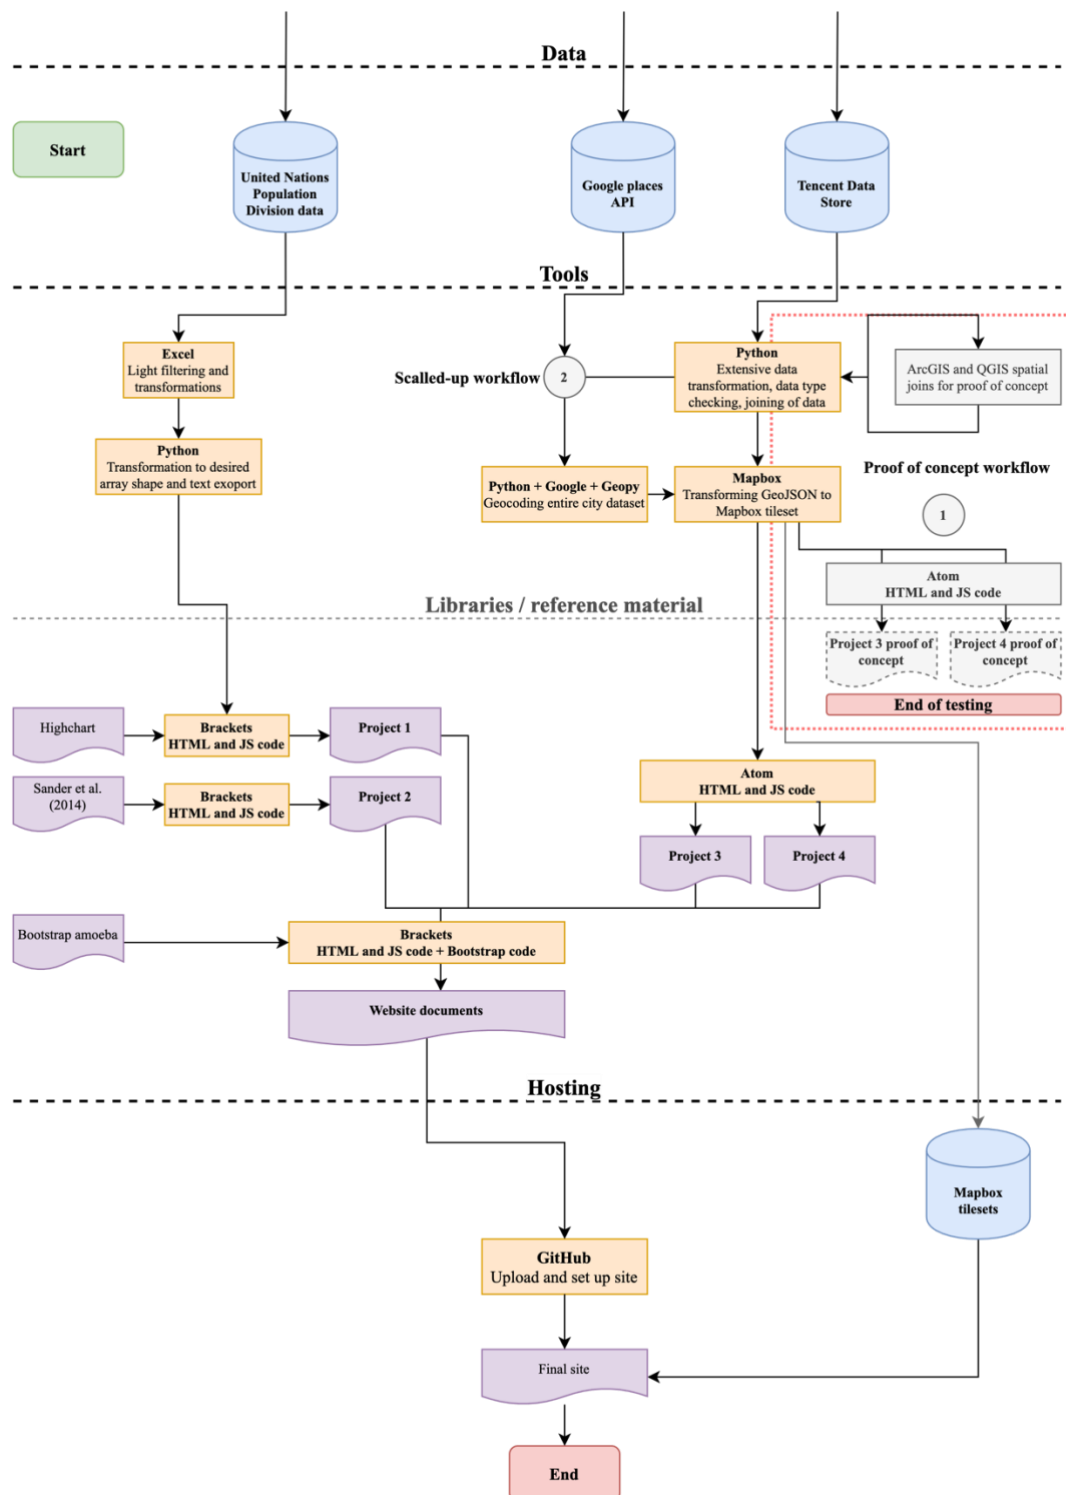 Data
Start
United Nations
Population
Division data
Google places
API
Tencent Data
Store
Tools
Excel
Light filtering and
transformations
Scalled-up workflow
2
Python
Extensive data
transformation, data type
checking, joining of data
ArcGIS and QGIS spatial
joins for proof of concept
Python
Transformation to desired
array shape and text exoport
Python + Google + Geopy
Geocoding entire city dataset
Mapbox
Transforming GeoJSON to
Mapbox tileset
Proof of concept workflow
1
Atom
HTML and JS code
Libraries / reference material
Project 3 proof of
concept
Project 4 proof of
concept
End of testing
Highchart
Brackets
HTML and JS code
Project 1
Sander et al.
(2014)
Brackets
HTML and JS code
Project 2
Atom
HTML and JS code
Project 3
Project 4
Bootstrap amoeba
Brackets
HTML and JS code + Bootstrap code
Website documents
Hosting
Mapbox
tilesets
GitHub
Upload and set up site
Final site
End